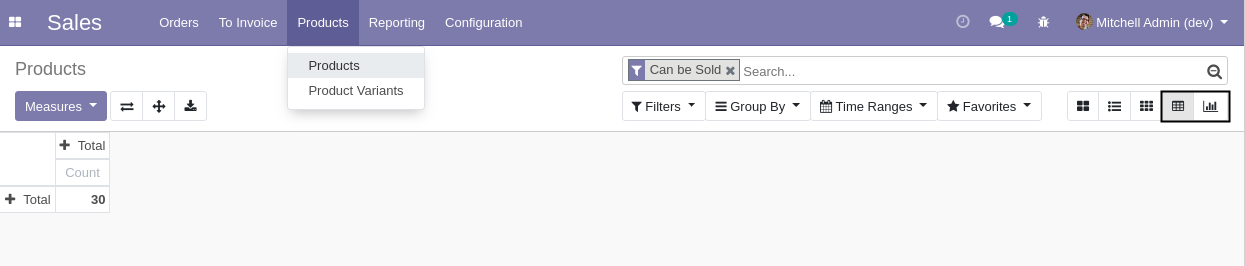 Sales Orders To Invoice Products Reporting Configuration 1 Mitchell Admin (dev)
Products
Product Variants
Products
Can be Sold Search...
Measures
Filters Group By Time Ranges Favorites
Total
Count
Total 30